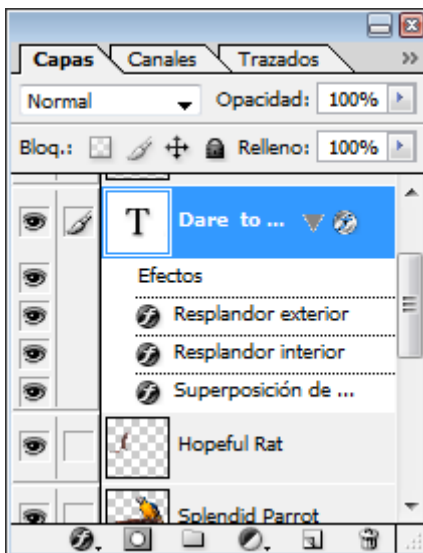 Capas Canales Trazados
Normal Opacidad: 100%
Bloq.: Relleno: 100%
T Dare to ...
Efectos
Resplandor exterior
Resplandor interior
Superposición de ...
Hopeful Rat
Splendid Parrot